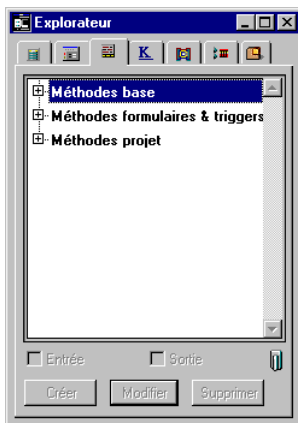 Explorateur
K
Méthodes base
Méthodes formulaires & triggers
Méthodes projet
Entrée
Sortie
Créer
Modifier
Supprimer